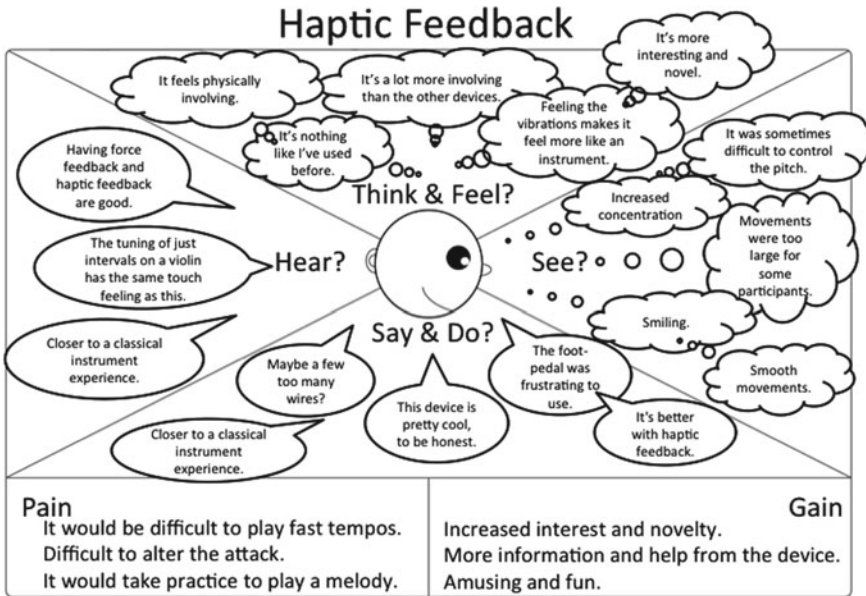 Haptic Feedback
It feels physically
involving.
It's a lot more involving
than the other devices.
It's more
interesting and
novel.
It's nothing
like I've used
before.
Feeling the
vibrations makes it
feel more like an
instrument.
It was sometimes
difficult to control
the pitch.
Think & Feel?
Having force
feedback and
haptic feedback
are good.
The tuning of just
intervals on a violin
has the same touch
feeling as this.
Closer to a classical
instrument
experience.
Hear?
See?
Increased
concentration
Movements
were too
large for
some
participants.
Smiling.
Smooth
movements.
Say & Do?
Maybe a few
too many
wires?
Closer to a classical
instrument
experience.
This device is
pretty cool,
to be honest.
The foot-
pedal was
frustrating to
use.
It's better
with haptic
feedback.
Pain
It would be difficult to play fast tempos.
Difficult to alter the attack.
It would take practice to play a melody.
Gain
Increased interest and novelty.
More information and help from the device.
Amusing and fun.